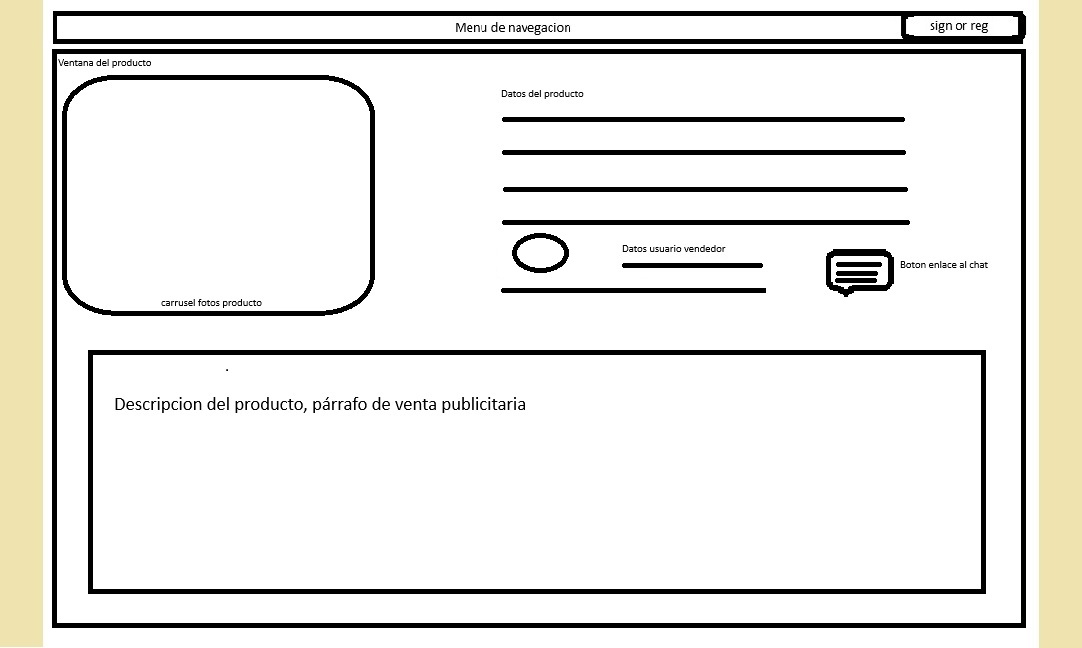 Menu de navegacion
sign or reg
Ventana del producto
Datos del producto
Datos usuario vendedor
Boton enlace al chat
carrusel fotos producto
Descripcion del producto, párrafo de venta publicitaria